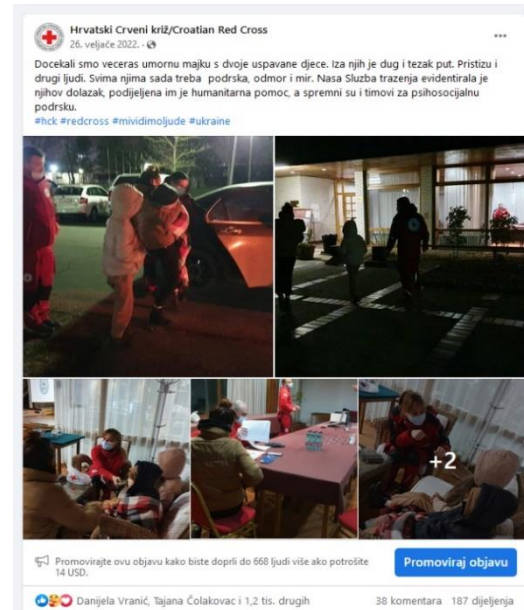 Hrvatski Crveni križ/Croatian Red Cross
26. veljače 2022. ·
Docekali smo veceras umornu majku s dvoje uspavane djece. Iza njih je dug i tezak put. Pristizu i
drugi ljudi. Svima njima sada treba podrska, odmor i mir. Nasa Sluzba trazenja evidentirala je
njihov dolazak, podijeljena im je humanitarna pomoc, a spremni su i timovi za psihosocijalnu
podrsku.
#hck #redcross #mividimoljude #ukraine
+2
Promovirajte ovu objavu kako biste doprli do 668 ljudi više ako potrošite
14 USD.
Promoviraj objavu
Danijela Vranić, Tajana Čolakovac i 1,2 tis. drugih
38 komentara 187 dijeljenja